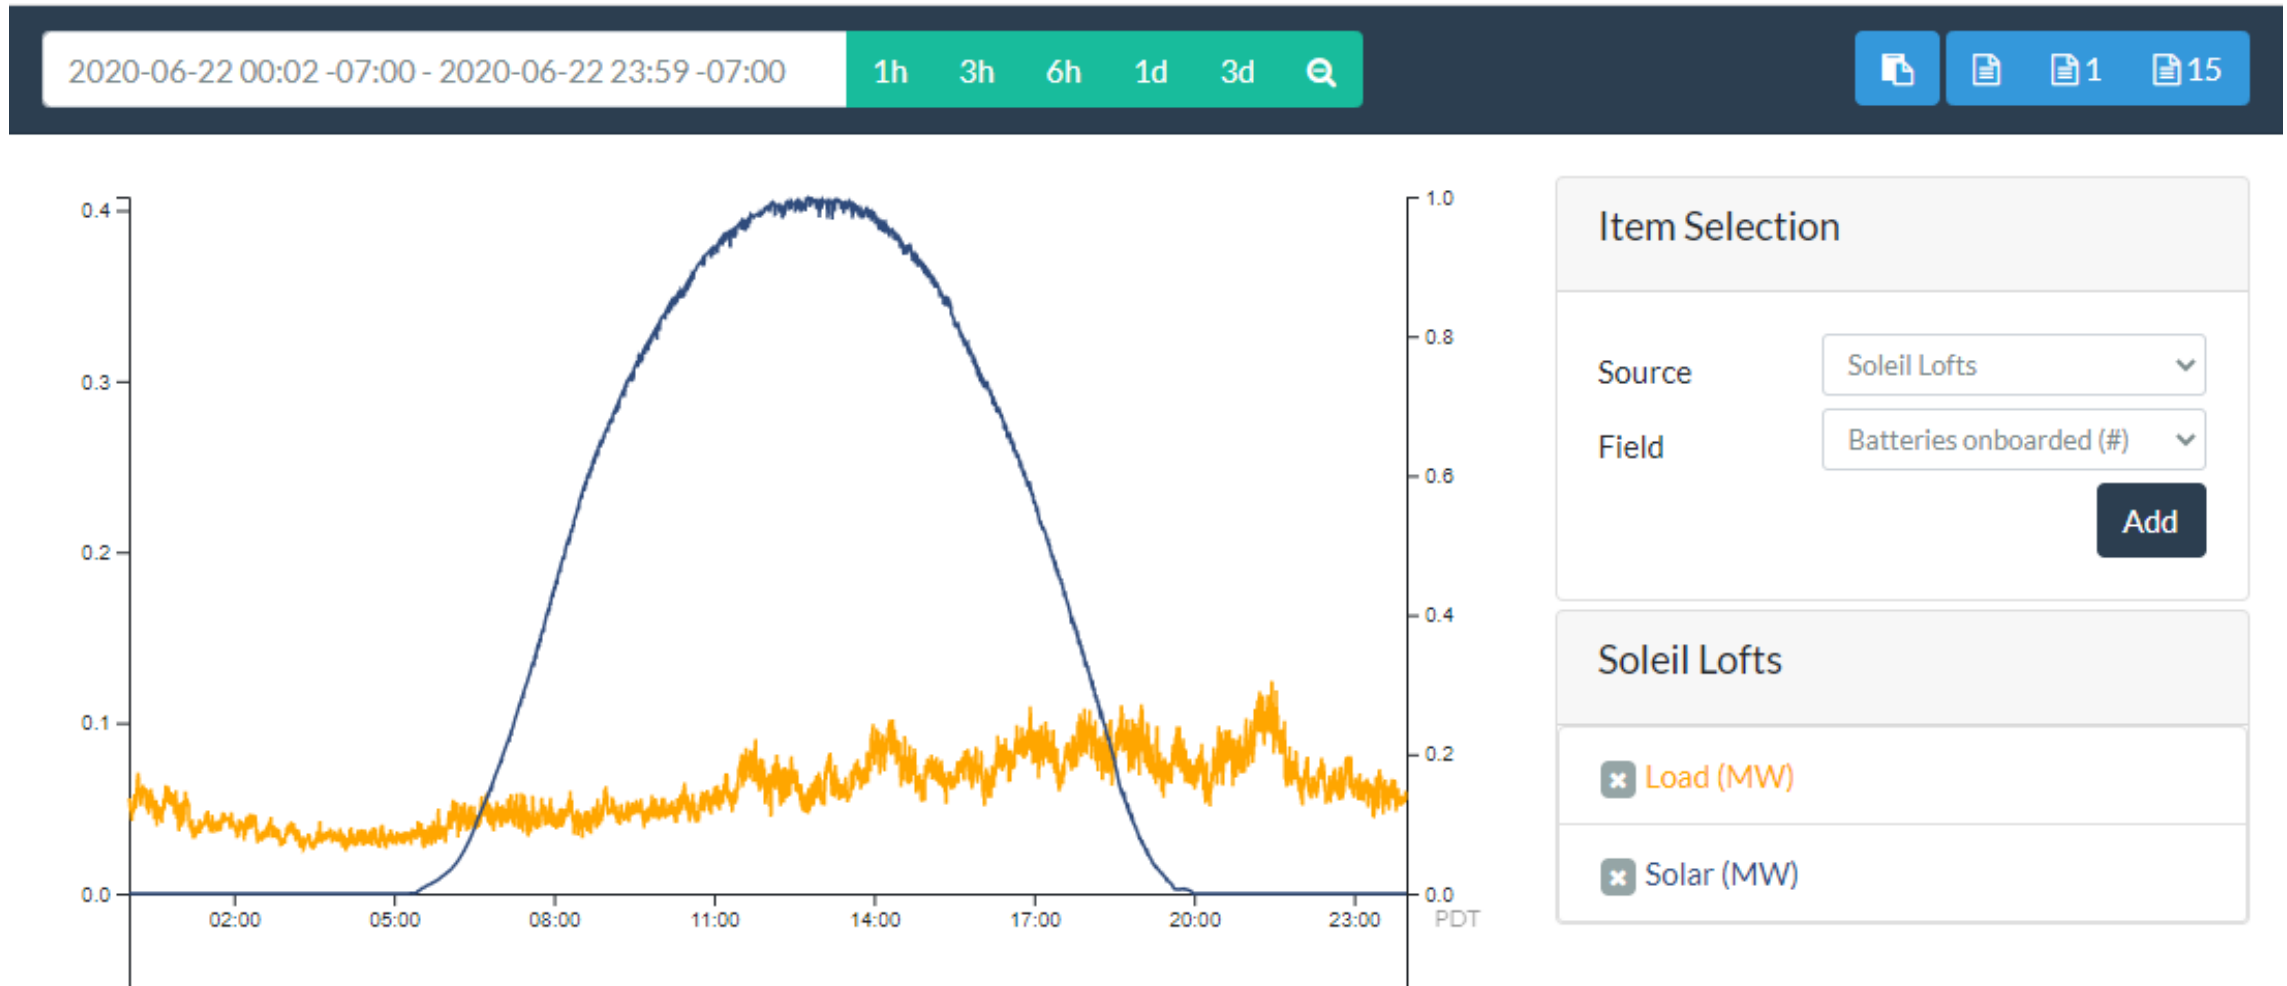 2020-06-22 00:02 -07:00 - 2020-06-22 23:59 -07:00
1h 3h 6h 1d 3d
1 15
0.4
0.3
0.2
0.1
0.0
1.0
0.8
0.6
0.4
0.2
0.0
02:00 05:00 08:00 11:00 14:00 17:00 20:00 23:00 PDT
Item Selection
Source Soleil Lofts
Field Batteries onboarded (#)
Add
Soleil Lofts
Load (MW)
Solar (MW)